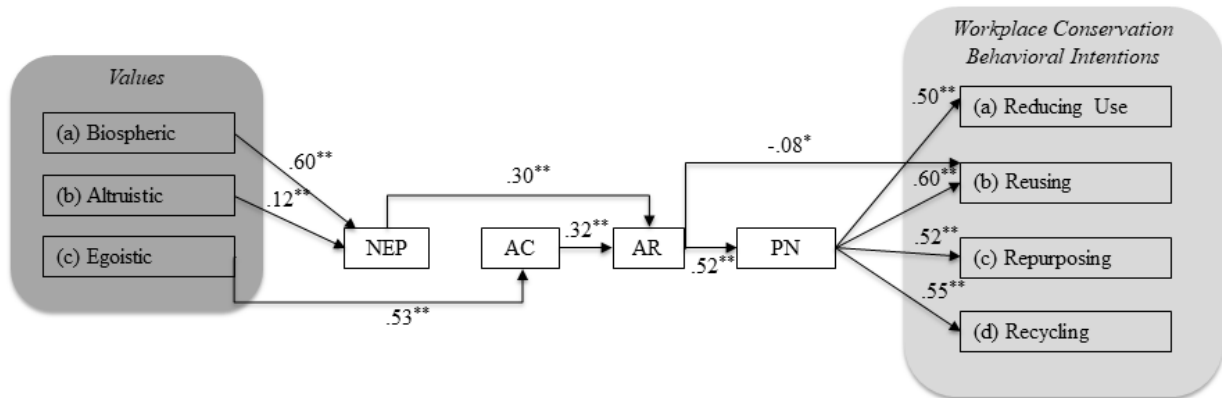 Values
(a) Biospheric
(b) Altruistic
(c) Egoistic
.60**
.12**
.53**
NEP
.30**
AC
.32**
AR
.52**
-.08*
PN
Workplace Conservation
Behavioral Intentions
.50**
(a) Reducing Use
.60**
(b) Reusing
.52**
(c) Repurposing
.55**
(d) Recycling